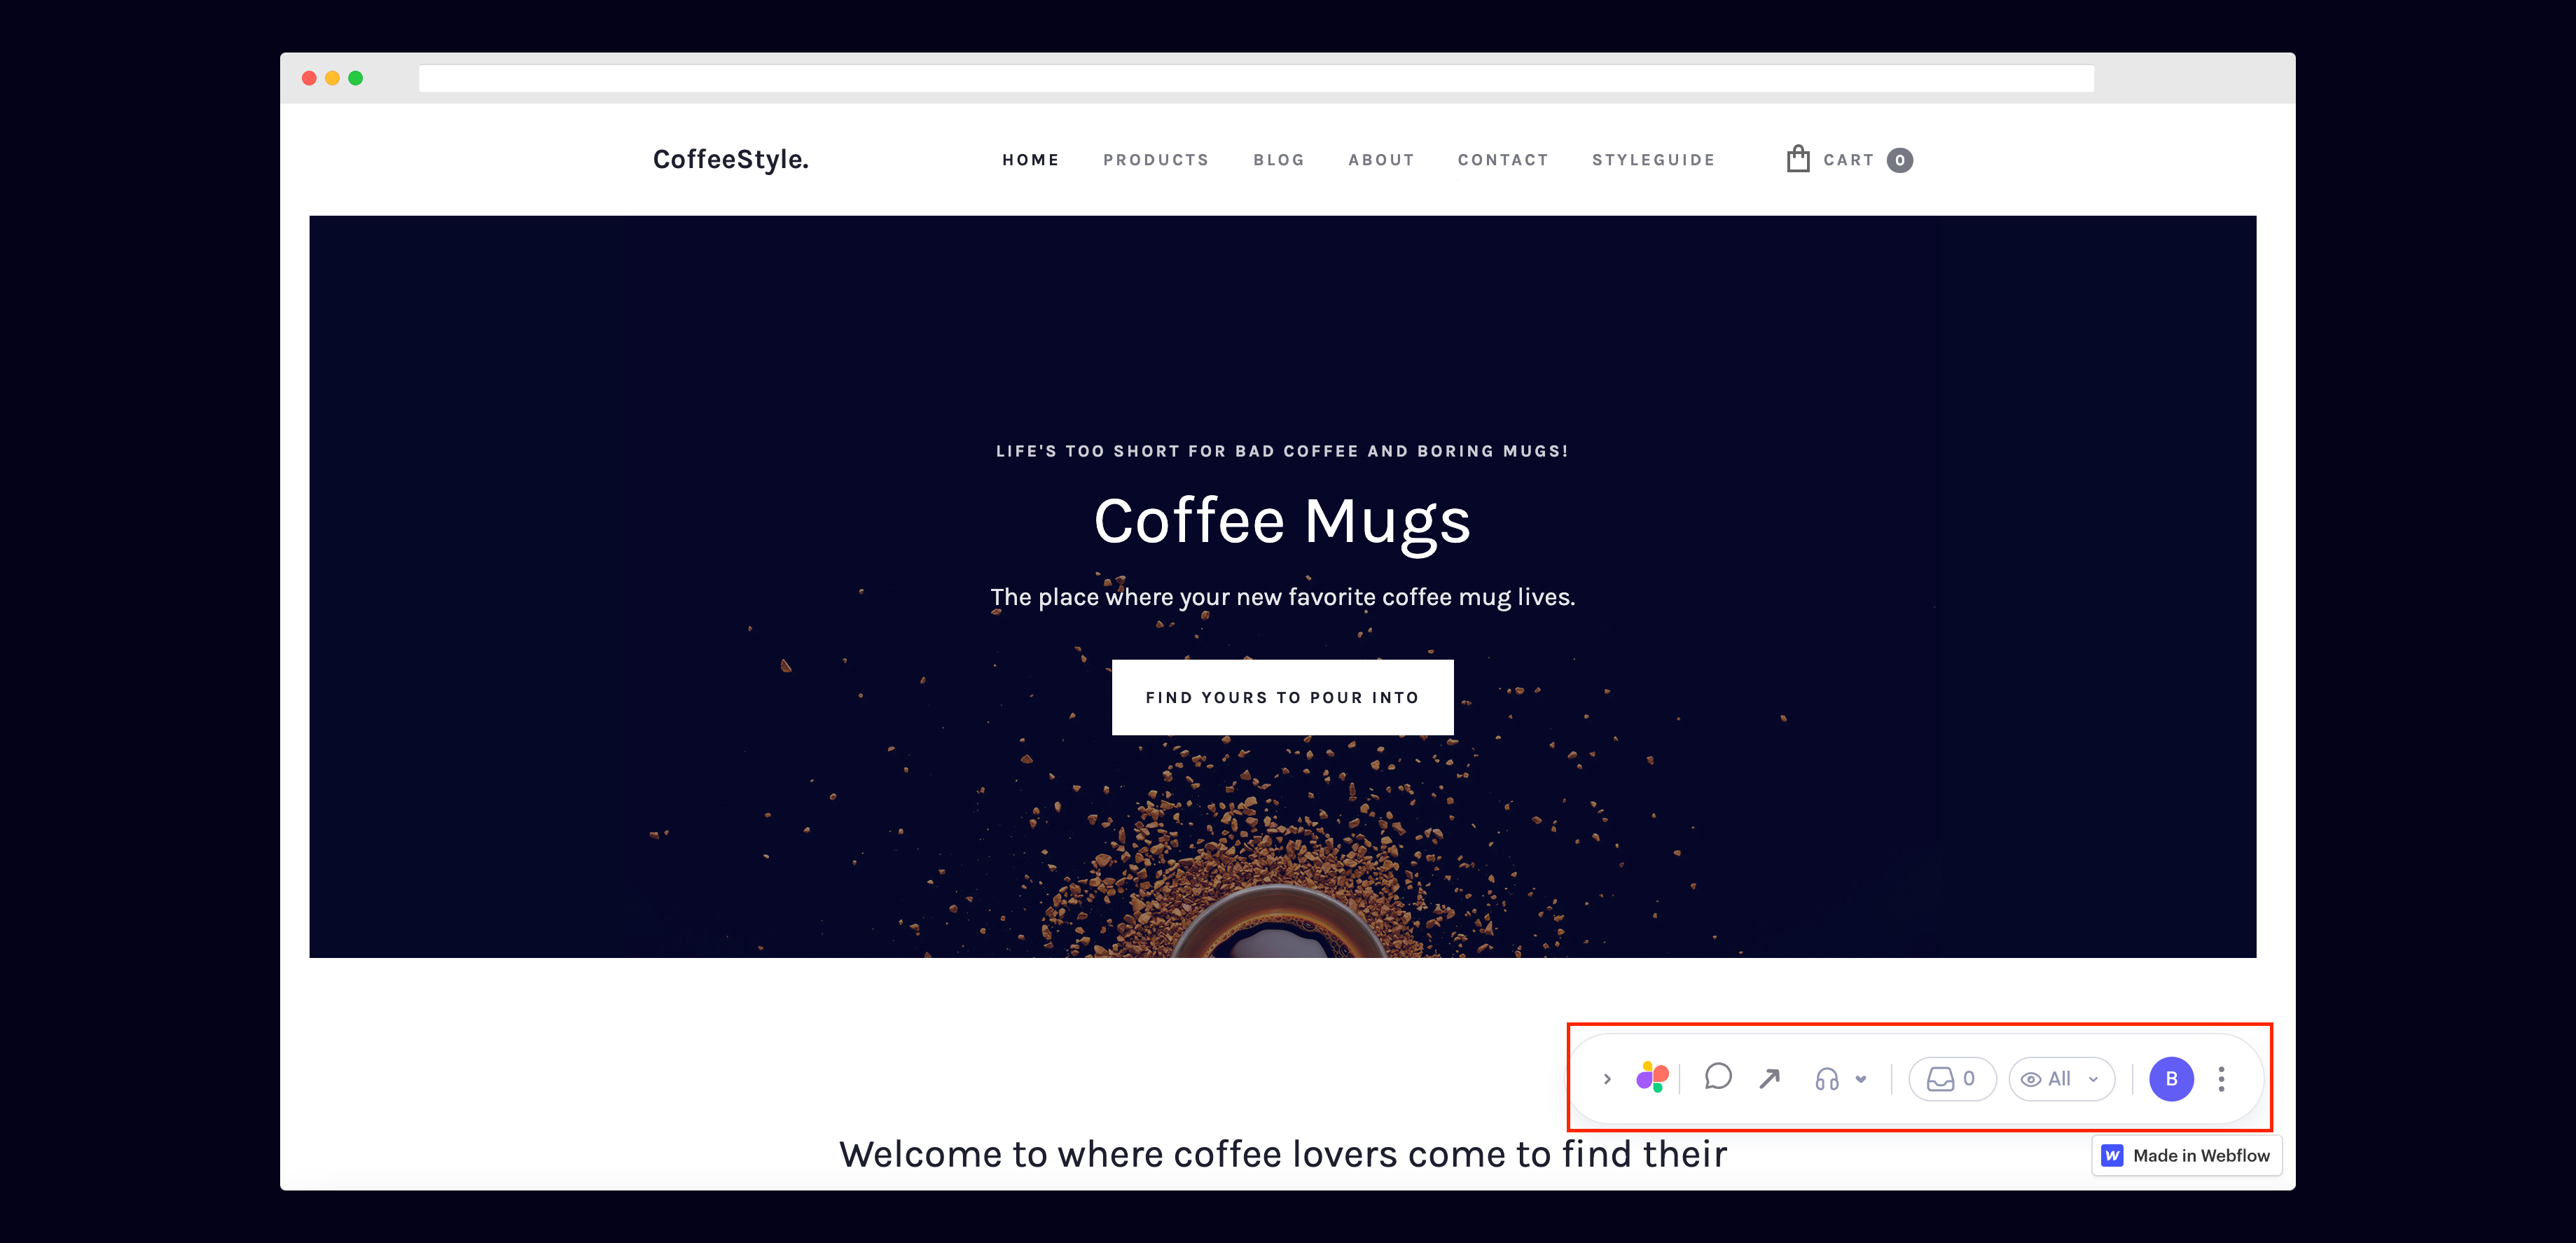 CoffeeStyle.
HOME PRODUCTS BLOG ABOUT CONTACT STYLEGUIDE CART 0
LIFE'S TOO SHORT FOR BAD COFFEE AND BORING MUGS!
Coffee Mugs
The place where your new favorite coffee mug lives.
FIND YOURS TO POUR INTO
0 All B
Welcome to where coffee lovers come to find their
W Made in Webflow